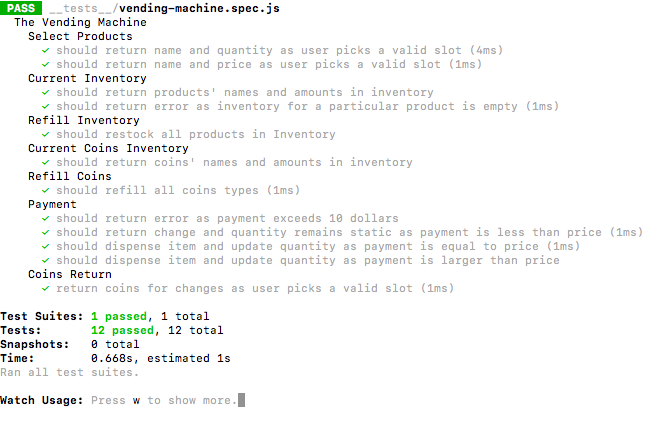 PASS __tests__/vending-machine.spec.js
The Vending Machine
Select Products
✓ should return name and quantity as user picks a valid slot (4ms)
✓ should return name and price as user picks a valid slot (1ms)
Current Inventory
✓ should return products' names and amounts in inventory
✓ should return error as inventory for a particular product is empty (1ms)
Refill Inventory
✓ should restock all products in Inventory
Current Coins Inventory
✓ should return coins' names and amounts in inventory
Refill Coins
✓ should refill all coins types (1ms)
Payment
✓ should return error as payment exceeds 10 dollars
✓ should return change and quantity remains static as payment is less than price (1ms)
✓ should dispense item and update quantity as payment is equal to price (1ms)
✓ should dispense item and update quantity as payment is larger than price
Coins Return
✓ return coins for changes as user picks a valid slot (1ms)
Test Suites: 1 passed, 1 total
Tests: 12 passed, 12 total
Snapshots: 0 total
Time: 0.668s, estimated 1s
Ran all test suites.
Watch Usage: Press w to show more.